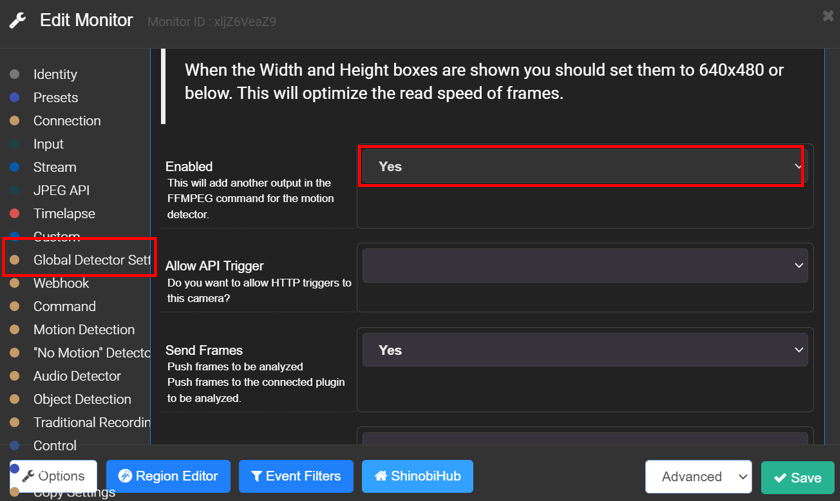 Edit Monitor
Monitor ID : xljZ6VeaZ9
Identity
Presets
Connection
Input
Stream
JPEG API
Timelapse
Custom
Global Detector Sett
Webhook
Command
Motion Detection
"No Motion" Detecto
Audio Detector
Object Detection
Traditional Recordin
Control
Copy Settings
When the Width and Height boxes are shown you should set them to 640x480 or
below. This will optimize the read speed of frames.
Enabled
This will add another output in the
FFMPEG command for the motion
detector.
Yes
Allow API Trigger
Do you want to allow HTTP triggers to
this camera?
Send Frames
Push frames to be analyzed
Push frames to the connected plugin
to be analyzed.
Yes
Options
Region Editor
Event Filters
ShinobiHub
Advanced
Save